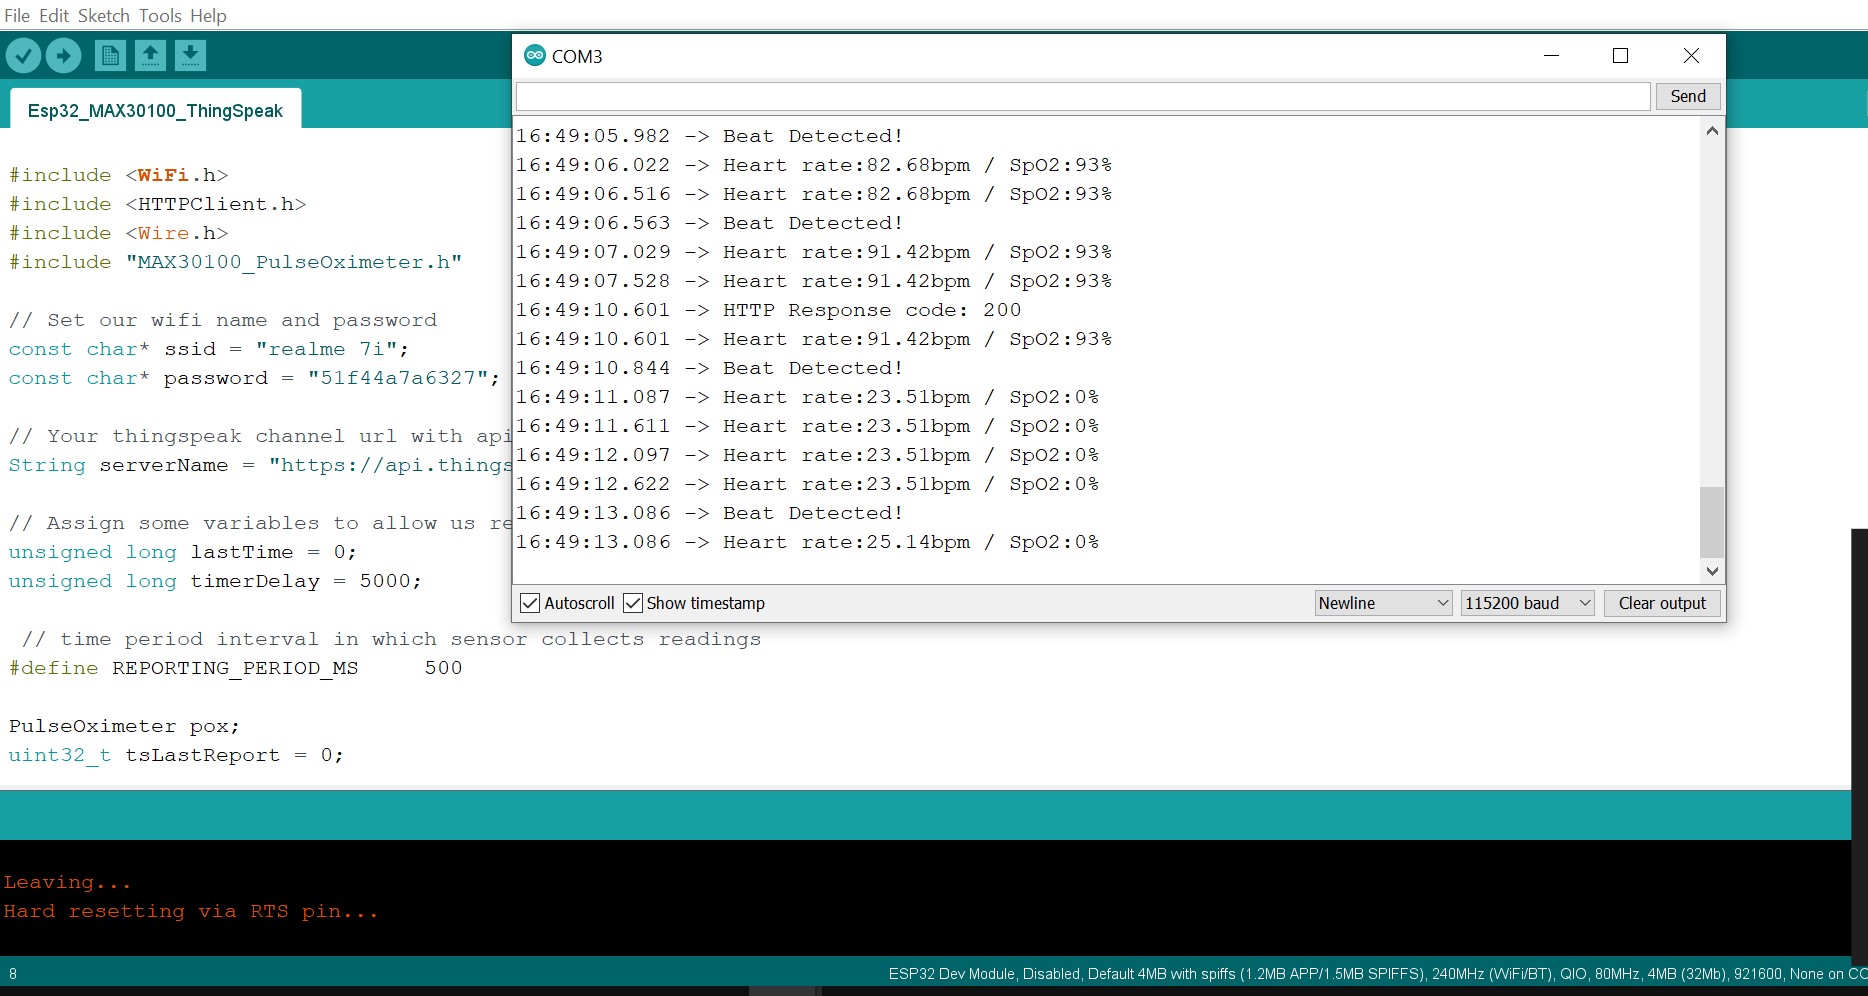 File Edit Sketch Tools Help
Esp32_MAX30100_ThingSpeak
#include <WiFi.h>
#include <HTTPClient.h>
#include <Wire.h>
#include "MAX30100_PulseOximeter.h"
// Set our wifi name and password
const char* ssid = "realme 7i";
const char* password = "51f44a7a6327";
// Your thingspeak channel url with api
String serverName = "https://api.things
// Assign some variables to allow us re
unsigned long lastTime = 0;
unsigned long timerDelay = 5000;
// time period interval in which sensor collects readings
#define REPORTING_PERIOD_MS 500
PulseOximeter pox;
uint32_t tsLastReport = 0;
COM3
Send
16:49:05.982 -> Beat Detected!
16:49:06.022 -> Heart rate:82.68bpm / SpO2:93%
16:49:06.516 -> Heart rate:82.68bpm / SpO2:93%
16:49:06.563 -> Beat Detected!
16:49:07.029 -> Heart rate:91.42bpm / SpO2:93%
16:49:07.528 -> Heart rate:91.42bpm / SpO2:93%
16:49:10.601 -> HTTP Response code: 200
16:49:10.601 -> Heart rate:91.42bpm / SpO2:93%
16:49:10.844 -> Beat Detected!
16:49:11.087 -> Heart rate:23.51bpm / SpO2:0%
16:49:11.611 -> Heart rate:23.51bpm / SpO2:0%
16:49:12.097 -> Heart rate:23.51bpm / SpO2:0%
16:49:12.622 -> Heart rate:23.51bpm / SpO2:0%
16:49:13.086 -> Beat Detected!
16:49:13.086 -> Heart rate:25.14bpm / SpO2:0%
Autoscroll Show timestamp Newline 115200 baud Clear output
Leaving...
Hard resetting via RTS pin...
8 ESP32 Dev Module, Disabled, Default 4MB with spiffs (1.2MB APP/1.5MB SPIFFS), 240MHz (WiFi/BT), QIO, 80MHz, 4MB (32Mb), 921600, None on CO